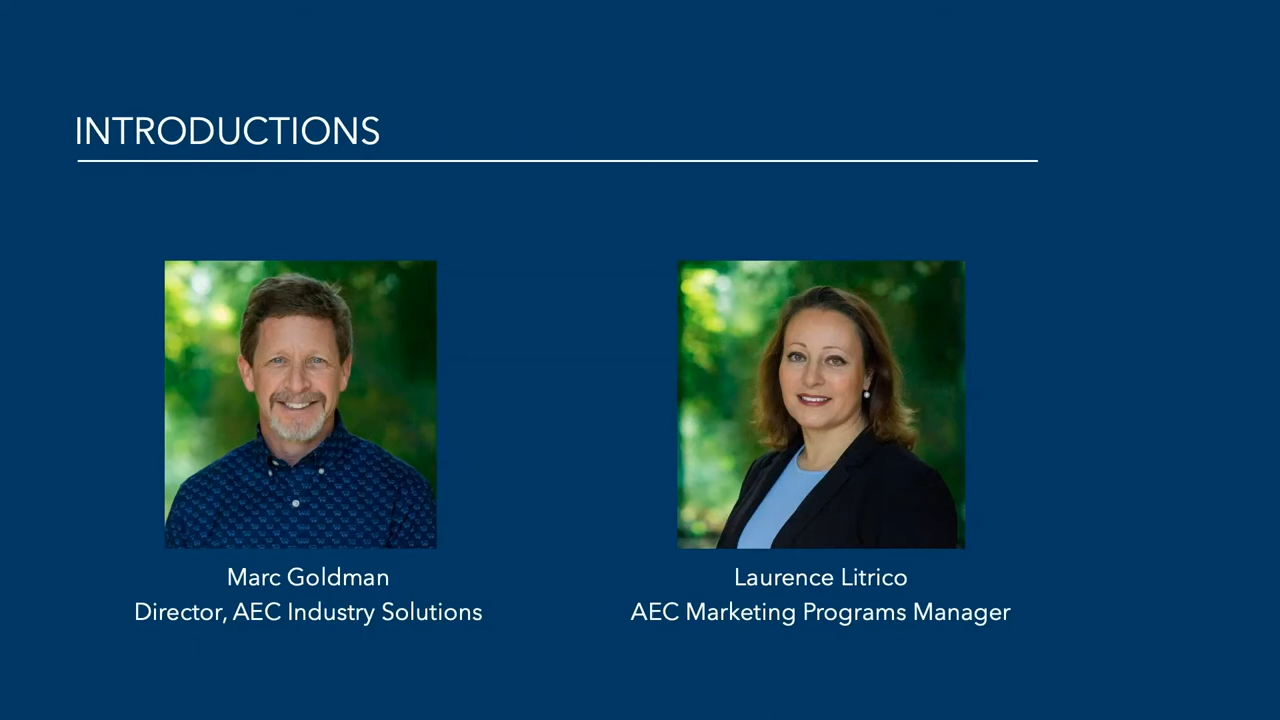 INTRODUCTIONS
Marc Goldman
Director, AEC Industry Solutions
Laurence Litrico
AEC Marketing Programs Manager